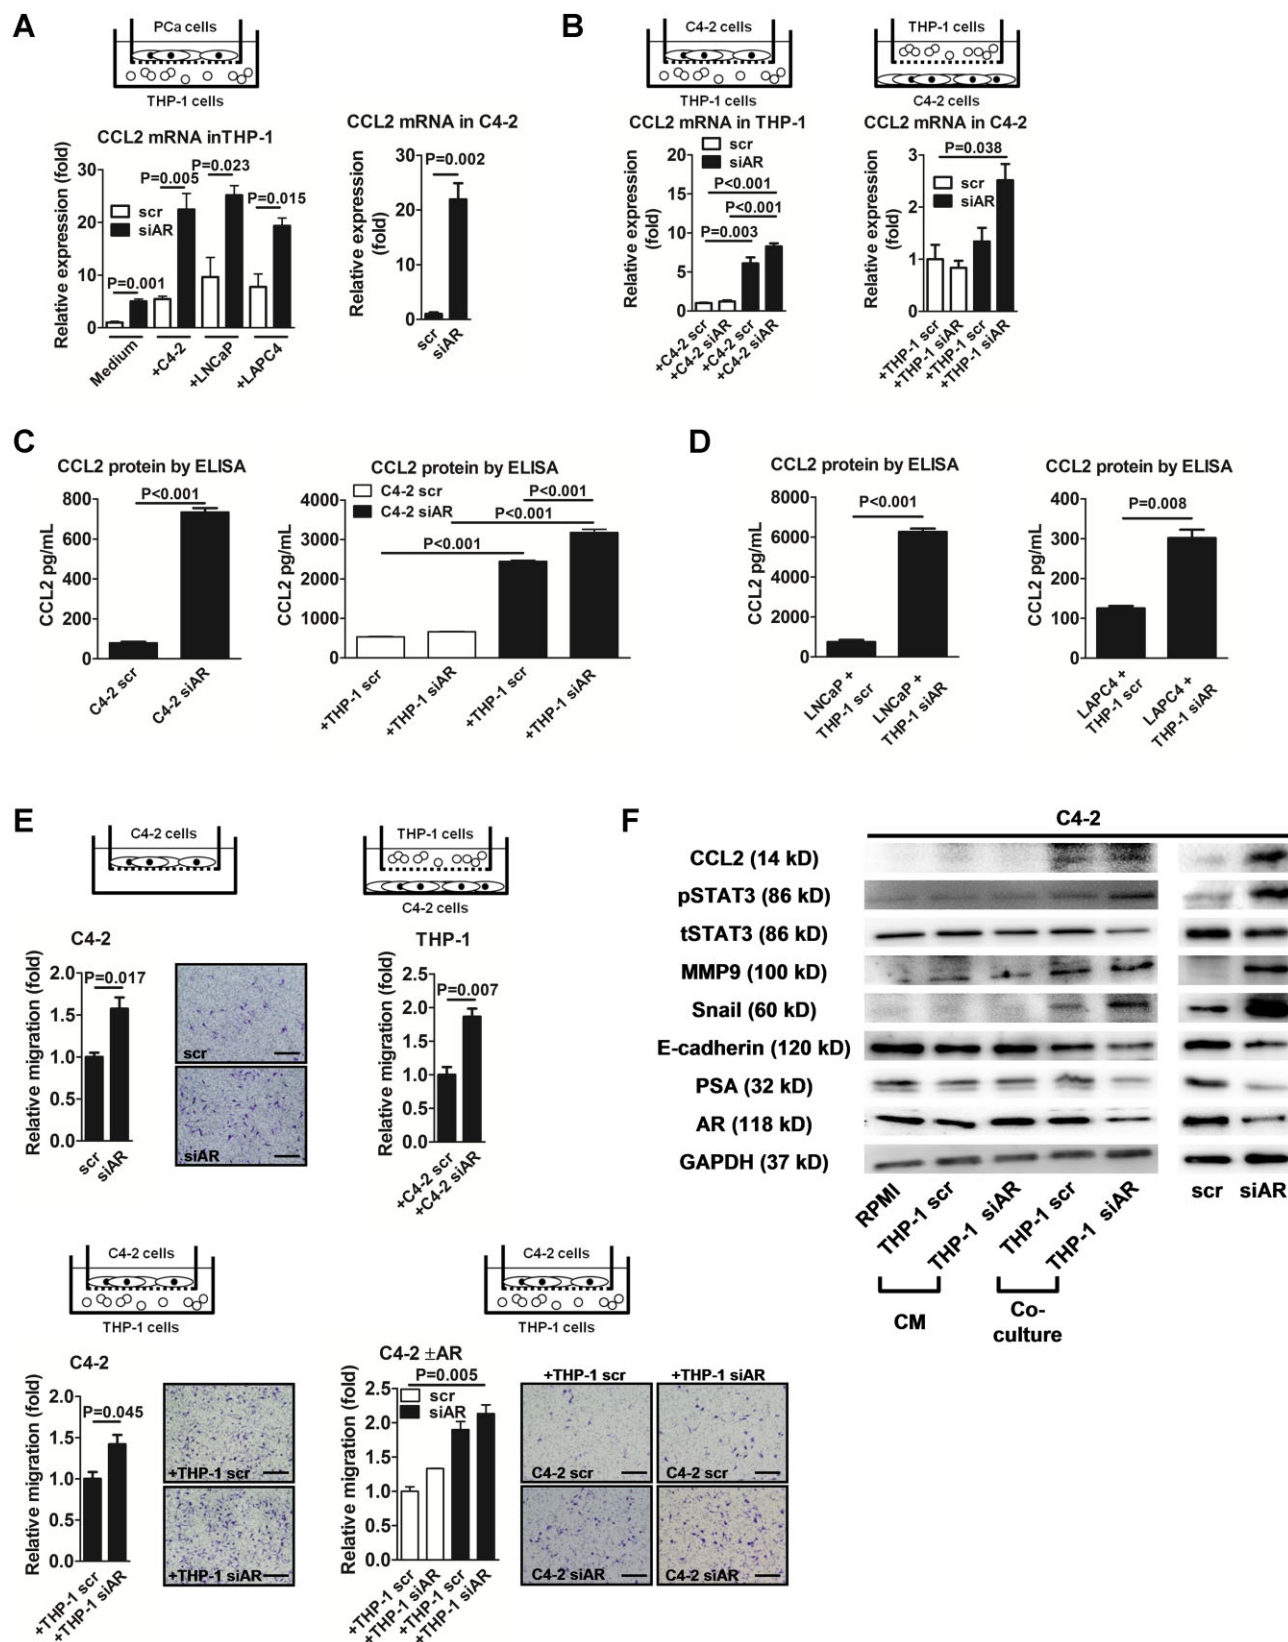 A
PCa cells
THP-1 cells
CCL2 mRNA inTHP-1
Relative expression (fold)
30
20
10
0
scr
siAR
P=0.001
P=0.005
P=0.023
P=0.015
Medium
+C4-2
+LNCaP
+LAPC4
CCL2 mRNA in C4-2
Relative expression
(fold)
30
20
10
0
P=0.002
scr
siAR
B
C4-2 cells
THP-1 cells
CCL2 mRNA in THP-1
Relative expression
(fold)
20
15
10
5
0
scr
siAR
P<0.001
P<0.001
P=0.003
+C4-2 scr
+C4-2 siAR
+C4-2 scr
+C4-2 siAR
THP-1 cells
C4-2 cells
CCL2 mRNA in C4-2
Relative expression
(fold)
3
2
1
0
P=0.038
scr
siAR
+THP-1 scr
+THP-1 siAR
+THP-1 scr
+THP-1 siAR
C
CCL2 protein by ELISA
CCL2 pg/mL
800
600
400
200
0
P<0.001
C4-2 scr
C4-2 siAR
CCL2 protein by ELISA
CCL2 pg/mL
4000
3000
2000
1000
0
C4-2 scr
C4-2 siAR
P<0.001
P<0.001
P<0.001
+THP-1 scr
+THP-1 siAR
+THP-1 scr
+THP-1 siAR
D
CCL2 protein by ELISA
CCL2 pg/mL
8000
6000
4000
2000
0
P<0.001
LNCaP +
THP-1 scr
LNCaP +
THP-1 siAR
CCL2 protein by ELISA
CCL2 pg/mL
400
300
200
100
0
P=0.008
LAPC4 +
THP-1 scr
LAPC4 +
THP-1 siAR
E
C4-2 cells
C4-2
Relative migration (fold)
2.0
1.5
1.0
0.5
0.0
P=0.017
scr
siAR
scr
siAR
THP-1 cells
C4-2 cells
THP-1
Relative migration (fold)
2.5
2.0
1.5
1.0
0.5
0.0
P=0.007
+C4-2 scr
+C4-2 siAR
C4-2 cells
THP-1 cells
C4-2
Relative migration (fold)
2.0
1.5
1.0
0.5
0.0
P=0.045
+THP-1 scr
+THP-1 siAR
+THP-1 scr
+THP-1 siAR
C4-2 cells
THP-1 cells
C4-2 ±AR
Relative migration (fold)
2.5
2.0
1.5
1.0
0.5
0.0
P=0.005
scr
siAR
+THP-1 scr
+THP-1 siAR
+THP-1 scr
+THP-1 siAR
+THP-1 scr
+THP-1 siAR
C4-2 scr
C4-2 scr
C4-2 siAR
C4-2 siAR
F
C4-2
CCL2 (14 kD)
pSTAT3 (86 kD)
tSTAT3 (86 kD)
MMP9 (100 kD)
Snail (60 kD)
E-cadherin (120 kD)
PSA (32 kD)
AR (118 kD)
GAPDH (37 kD)
RPMI
THP-1 scr
THP-1 siAR
THP-1 scr
THP-1 siAR
scr
siAR
CM
Co-
culture